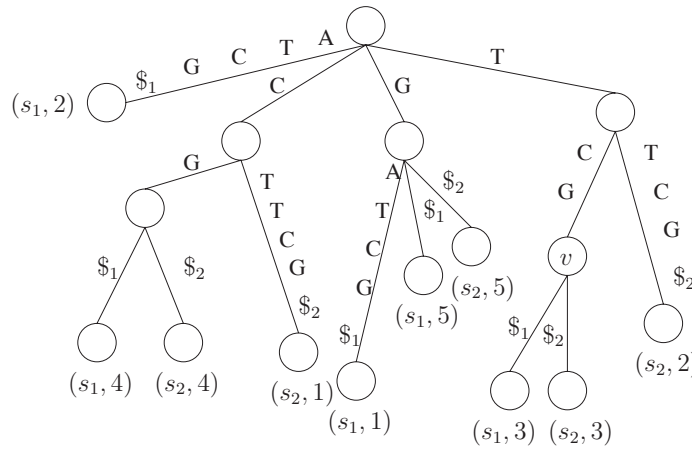 G C T A
$₁
(s₁, 2)
C
G
T
G
T
T
C
G
$₂
$₁
$₂
A
T
C
G
$₁
$₁
$₂
C
G
T
C
G
$₂
v
$₁
$₂
(s₁, 4)
(s₂, 4)
(s₂, 1)
(s₁, 1)
(s₁, 5)
(s₂, 5)
(s₁, 3)
(s₂, 3)
(s₂, 2)